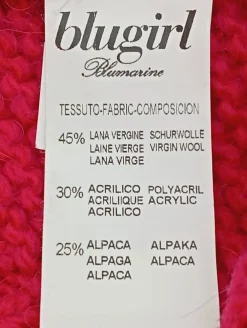 blugirl
Blumarine
TESSUTO-FABRIC-COMPOSICION
45% LANA VERGINE SCHURWOLLE
LAINE VIERGE VIRGIN WOOL
LANA VIRGE
30% ACRILICO POLYACRIL
ACRILIIQUE ACRYLIC
ACRILICO
25% ALPACA ALPAKA
ALPAGA ALPACA
ALPACA